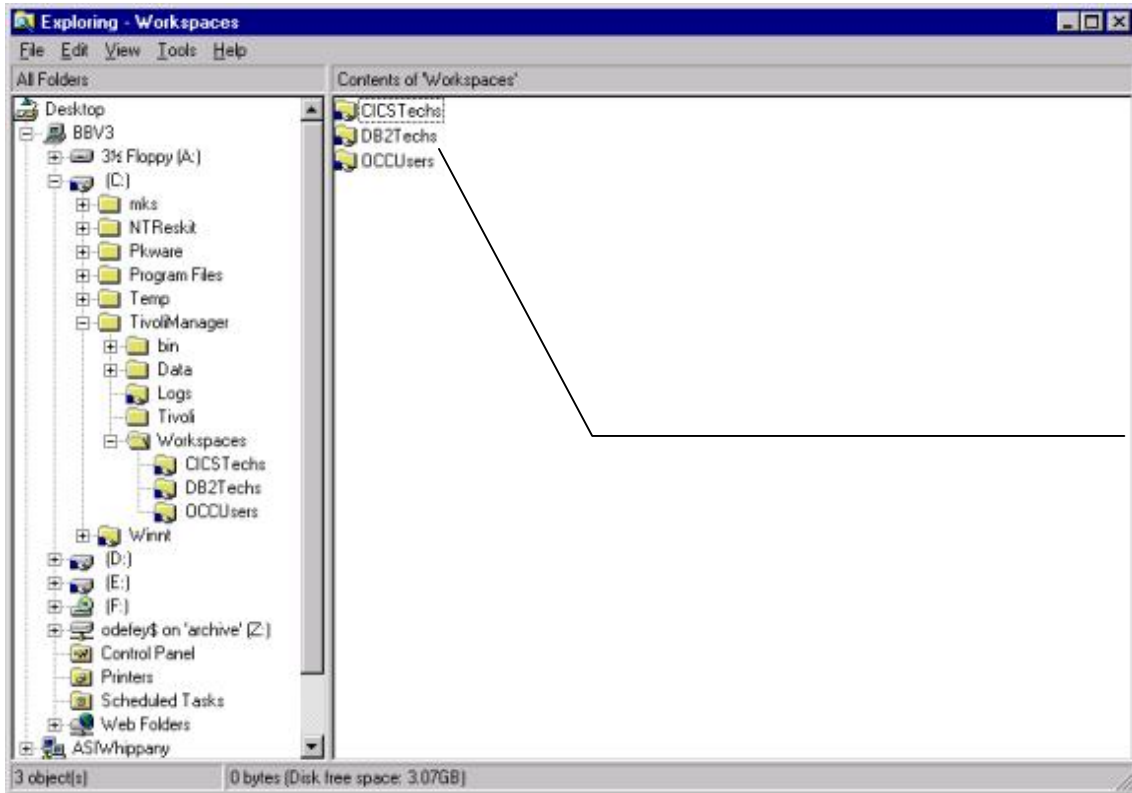 Exploring - Workspaces
File Edit View Tools Help
All Folders
Contents of 'Workspaces'
Desktop
BBV3
3½ Floppy (A:)
(C:)
mks
NTReskit
Pkware
Program Files
Temp
TivoliManager
bin
Data
Logs
Tivoli
Workspaces
CICSTechs
DB2Techs
OCCUsers
Winnt
(D:)
(E:)
(F:)
odefey$ on 'archive' (Z:)
Control Panel
Printers
Scheduled Tasks
Web Folders
ASIWhippany
CICSTechs
DB2Techs
OCCUsers
3 object(s)
0 bytes (Disk free space: 3.07GB)